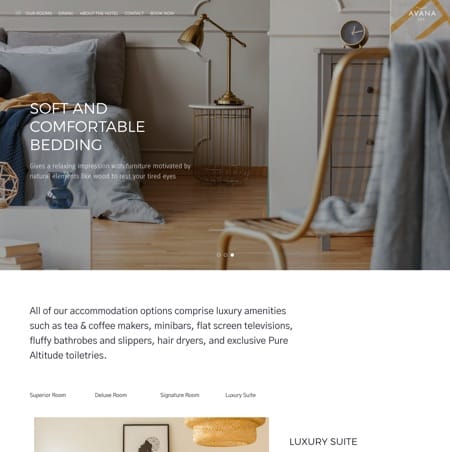 OUR ROOMS DINING ABOUT THE HOTEL CONTACT BOOK NOW
AVANA
SOFT AND
COMFORTABLE
BEDDING
Gives a relaxing impression with furniture motivated by
natural elements like wood to rest your tired eyes
All of our accommodation options comprise luxury amenities
such as tea & coffee makers, minibars, flat screen televisions,
fluffy bathrobes and slippers, hair dryers, and exclusive Pure
Altitude toiletries.
Superior Room Deluxe Room Signature Room Luxury Suite
LUXURY SUITE